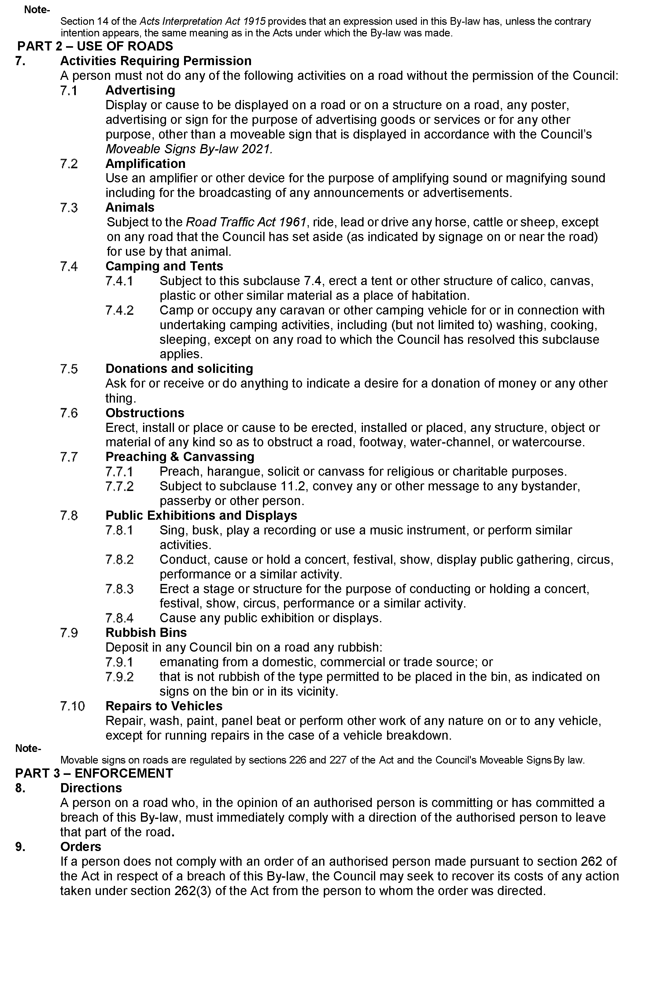 Note-
Section 14 of the Acts Interpretation Act 1915 provides that an expression used in this By-law has, unless the contrary
intention appears, the same meaning as in the Acts under which the By-law was made.
PART 2 – USE OF ROADS
7. Activities Requiring Permission
A person must not do any of the following activities on a road without the permission of the Council:
7.1 Advertising
Display or cause to be displayed on a road or on a structure on a road, any poster,
advertising or sign for the purpose of advertising goods or services or for any other
purpose, other than a moveable sign that is displayed in accordance with the Council’s
Moveable Signs By-law 2021.
7.2 Amplification
Use an amplifier or other device for the purpose of amplifying sound or magnifying sound
including for the broadcasting of any announcements or advertisements.
7.3 Animals
Subject to the Road Traffic Act 1961, ride, lead or drive any horse, cattle or sheep, except
on any road that the Council has set aside (as indicated by signage on or near the road)
for use by that animal.
7.4 Camping and Tents
7.4.1 Subject to this subclause 7.4, erect a tent or other structure of calico, canvas,
plastic or other similar material as a place of habitation.
7.4.2 Camp or occupy any caravan or other camping vehicle for or in connection with
undertaking camping activities, including (but not limited to) washing, cooking,
sleeping, except on any road to which the Council has resolved this subclause
applies.
7.5 Donations and soliciting
Ask for or receive or do anything to indicate a desire for a donation of money or any other
thing.
7.6 Obstructions
Erect, install or place or cause to be erected, installed or placed, any structure, object or
material of any kind so as to obstruct a road, footway, water-channel, or watercourse.
7.7 Preaching & Canvassing
7.7.1 Preach, harangue, solicit or canvass for religious or charitable purposes.
7.7.2 Subject to subclause 11.2, convey any or other message to any bystander,
passerby or other person.
7.8 Public Exhibitions and Displays
7.8.1 Sing, busk, play a recording or use a music instrument, or perform similar
activities.
7.8.2 Conduct, cause or hold a concert, festival, show, display public gathering, circus,
performance or a similar activity.
7.8.3 Erect a stage or structure for the purpose of conducting or holding a concert,
festival, show, circus, performance or a similar activity.
7.8.4 Cause any public exhibition or displays.
7.9 Rubbish Bins
Deposit in any Council bin on a road any rubbish:
7.9.1 emanating from a domestic, commercial or trade source; or
7.9.2 that is not rubbish of the type permitted to be placed in the bin, as indicated on
signs on the bin or in its vicinity.
7.10 Repairs to Vehicles
Repair, wash, paint, panel beat or perform other work of any nature on or to any vehicle,
except for running repairs in the case of a vehicle breakdown.
Note-
Movable signs on roads are regulated by sections 226 and 227 of the Act and the Council's Moveable Signs By law.
PART 3 – ENFORCEMENT
8. Directions
A person on a road who, in the opinion of an authorised person is committing or has committed a
breach of this By-law, must immediately comply with a direction of the authorised person to leave
that part of the road.
9. Orders
If a person does not comply with an order of an authorised person made pursuant to section 262 of
the Act in respect of a breach of this By-law, the Council may seek to recover its costs of any action
taken under section 262(3) of the Act from the person to whom the order was directed.